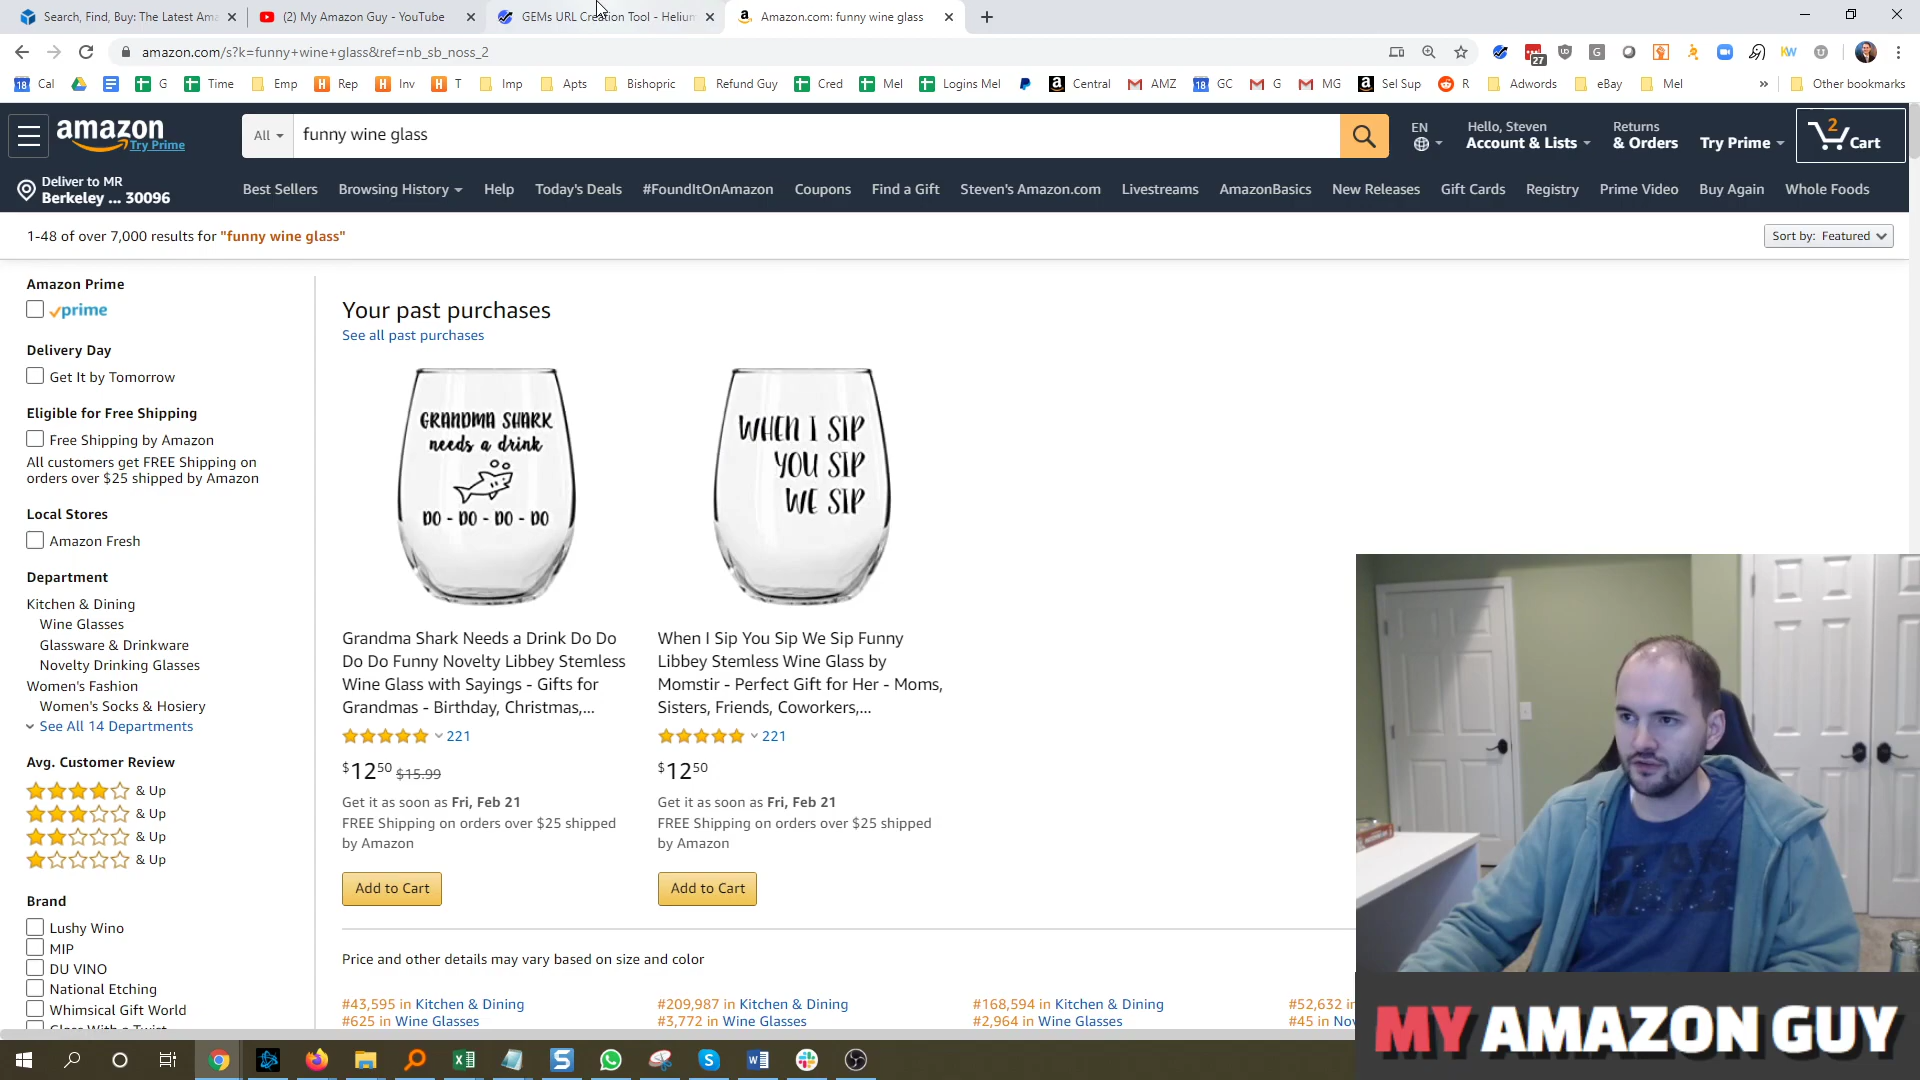 Search, Find, Buy: The Latest Ama
(2) My Amazon Guy - YouTube
GEMs URL Creation Tool - Helium
Amazon.com: funny wine glass
amazon.com/s?k=funny+wine+glass&ref=nb_sb_noss_2
27
18 Cal
G
Time
Emp
H Rep
H Inv
H T
Imp
Apts
Bishopric
Refund Guy
Cred
Mel
Logins Mel
Central
AMZ
18 GC
G
MG
Sel Sup
R
Adwords
eBay
Mel
»
Other bookmarks
amazon
Try Prime
All
funny wine glass
EN
Hello, Steven
Account & Lists
Returns
& Orders
Try Prime
2
Cart
Deliver to MR
Berkeley ... 30096
Best Sellers
Browsing History
Help
Today's Deals
#FoundItOnAmazon
Coupons
Find a Gift
Steven's Amazon.com
Livestreams
AmazonBasics
New Releases
Gift Cards
Registry
Prime Video
Buy Again
Whole Foods
1-48 of over 7,000 results for "funny wine glass"
Sort by: Featured
Amazon Prime
prime
Delivery Day
Get It by Tomorrow
Eligible for Free Shipping
Free Shipping by Amazon
All customers get FREE Shipping on
orders over $25 shipped by Amazon
Local Stores
Amazon Fresh
Department
Kitchen & Dining
Wine Glasses
Glassware & Drinkware
Novelty Drinking Glasses
Women's Fashion
Women's Socks & Hosiery
See All 14 Departments
Avg. Customer Review
& Up
& Up
& Up
& Up
Brand
Lushy Wino
MIP
DU VINO
National Etching
Whimsical Gift World
Your past purchases
See all past purchases
GRANDMA SHARK
needs a drink
DO - DO - DO - DO
Grandma Shark Needs a Drink Do Do
Do Do Funny Novelty Libbey Stemless
Wine Glass with Sayings - Gifts for
Grandmas - Birthday, Christmas,...
221
$12.50 $15.99
Get it as soon as Fri, Feb 21
FREE Shipping on orders over $25 shipped
by Amazon
Add to Cart
WHEN I SIP
YOU SIP
WE SIP
When I Sip You Sip We Sip Funny
Libbey Stemless Wine Glass by
Momstir - Perfect Gift for Her - Moms,
Sisters, Friends, Coworkers,...
221
$12.50
Get it as soon as Fri, Feb 21
FREE Shipping on orders over $25 shipped
by Amazon
Add to Cart
Price and other details may vary based on size and color
#43,595 in Kitchen & Dining
#625 in Wine Glasses
#209,987 in Kitchen & Dining
#3,772 in Wine Glasses
#168,594 in Kitchen & Dining
#2,964 in Wine Glasses
#52,632 in
#45 in
MY AMAZON GUY